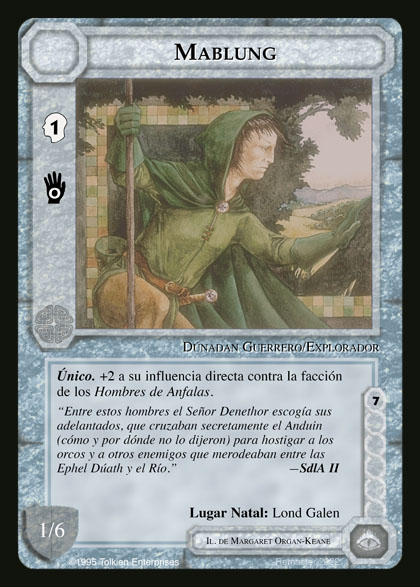 MABLUNG
1
0
DÚNADAN GUERRERO/EXPLORADOR
Único. +2 a su influencia directa contra la facción
de los Hombres de Anfalas.
“Entre estos hombres el Señor Denethor escogía sus
adelantados, que cruzaban secretamente el Anduin
(cómo y por dónde no lo dijeron) para hostigar a los
orcos y a otros enemigos que merodeaban entre las
Ephel Dúath y el Río.” —SdlA II
7
Lugar Natal: Lond Galen
1/6
IL. DE MARGARET ORGAN-KEANE
©1995 Tolkien Enterprises